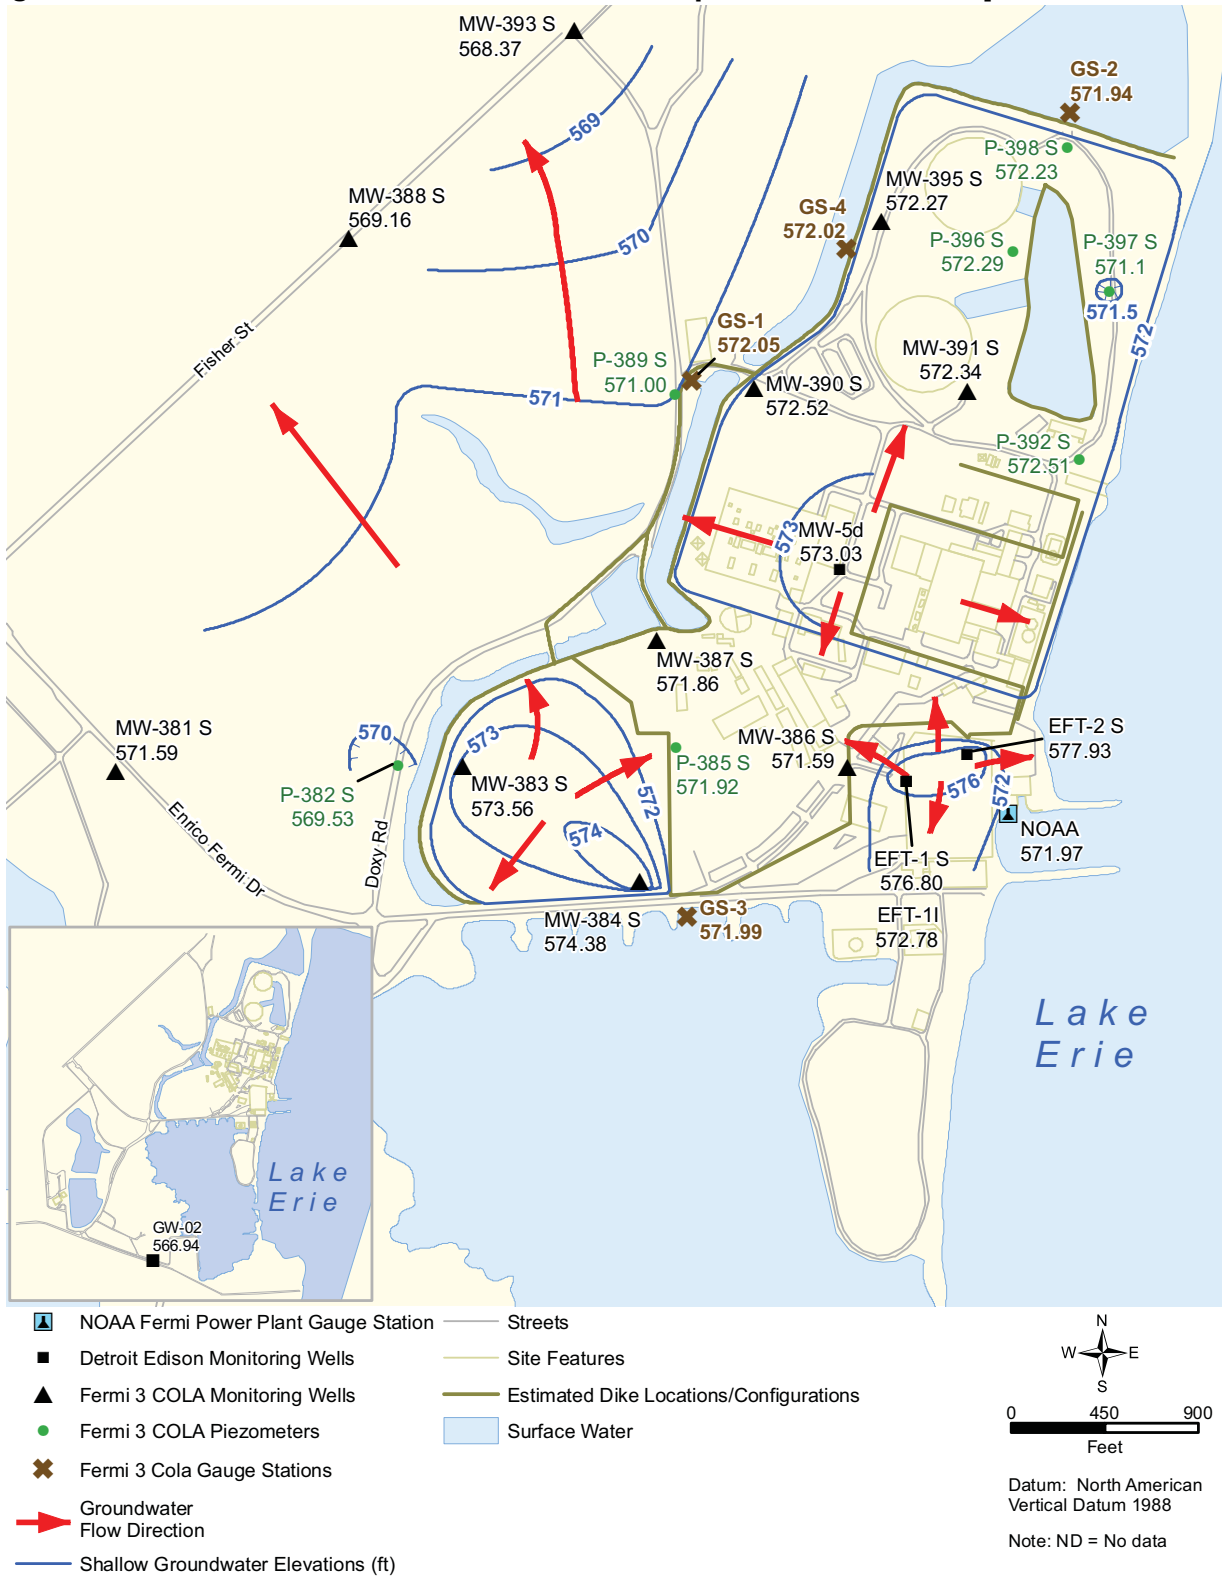 MW-393 S
568.37
GS-2
571.94
569
P-398 S
572.23
MW-395 S
572.27
MW-388 S
569.16
GS-4
572.02
570
P-396 S
572.29
P-397 S
571.1
571.5
572
Fisher St
GS-1
572.05
P-389 S
571.00
MW-391 S
572.34
MW-390 S
572.52
571
P-392 S
572.51
573
MW-5d
573.03
MW-387 S
571.86
MW-381 S
571.59
570
573
MW-386 S
571.59
EFT-2 S
577.93
P-385 S
571.92
MW-383 S
573.56
P-382 S
569.53
572
576
572
574
NOAA
571.97
Enrico Fermi Dr
Doxy Rd
EFT-1 S
576.80
MW-384 S
574.38
GS-3
571.99
EFT-1I
572.78
Lake
Erie
Lake
Erie
GW-02
566.94
NOAA Fermi Power Plant Gauge Station
Detroit Edison Monitoring Wells
Fermi 3 COLA Monitoring Wells
Fermi 3 COLA Piezometers
Fermi 3 Cola Gauge Stations
Groundwater
Flow Direction
Shallow Groundwater Elevations (ft)
Streets
Site Features
Estimated Dike Locations/Configurations
Surface Water
N
W E
S
0 450 900
Feet
Datum: North American
Vertical Datum 1988
Note: ND = No data